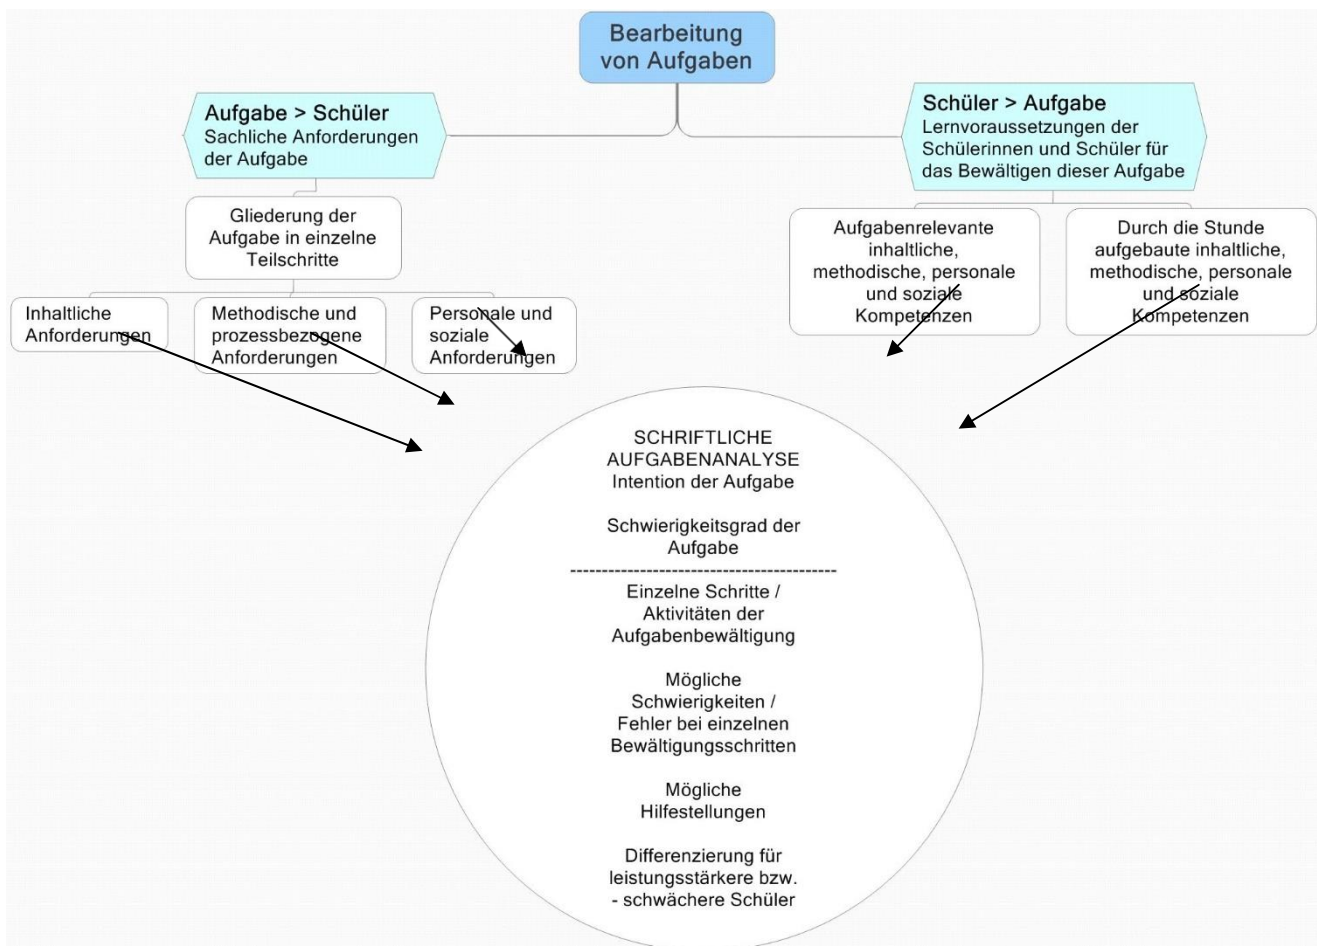 Bearbeitung
von Aufgaben
Aufgabe > Schüler
Sachliche Anforderungen
der Aufgabe
Schüler > Aufgabe
Lernvoraussetzungen der
Schülerinnen und Schüler für
das Bewältigen dieser Aufgabe
Gliederung der
Aufgabe in einzelne
Teilschritte
Aufgabenrelevante
inhaltliche,
methodische, personale
und soziale
Kompetenzen
Durch die Stunde
aufgebaute inhaltliche,
methodische, personale
und soziale
Kompetenzen
Inhaltliche
Anforderungen
Methodische und
prozessbezogene
Anforderungen
Personale und
soziale
Anforderungen
SCHRIFTLICHE
AUFGABENANALYSE
Intention der Aufgabe
Schwierigkeitsgrad der
Aufgabe
------------------------------------------
Einzelne Schritte /
Aktivitäten der
Aufgabenbewältigung
Mögliche
Schwierigkeiten /
Fehler bei einzelnen
Bewältigungsschritten
Mögliche
Hilfestellungen
Differenzierung für
leistungsstärkere bzw.
- schwächere Schüler